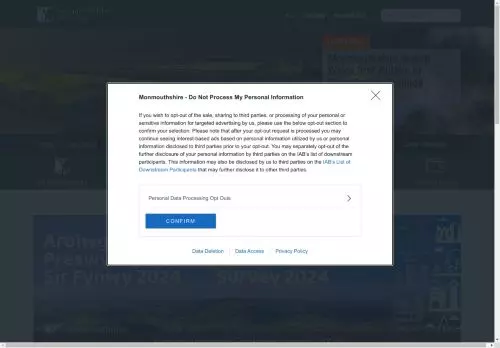 Monmouthshire - Do Not Process My Personal Information
If you wish to opt-out of the sale, sharing to third parties, or processing of your personal or
sensitive information for targeted advertising by us, please use the below opt-out section to
confirm your selection. Please note that after your opt-out request is processed you may
continue seeing interest-based ads based on personal information utilized by us or personal
information disclosed to third parties prior to your opt-out. You may separately opt-out of the
further disclosure of your personal information by third parties on the IAB's list of downstream
participants. This information may also be disclosed by us to third parties on the IAB's List of
Downstream Participants that may further disclose it to other third parties.
Personal Data Processing Opt Outs
CONFIRM
Data Deletion
Data Access
Privacy Policy
Sir Fynwy 2024
Survey 2024